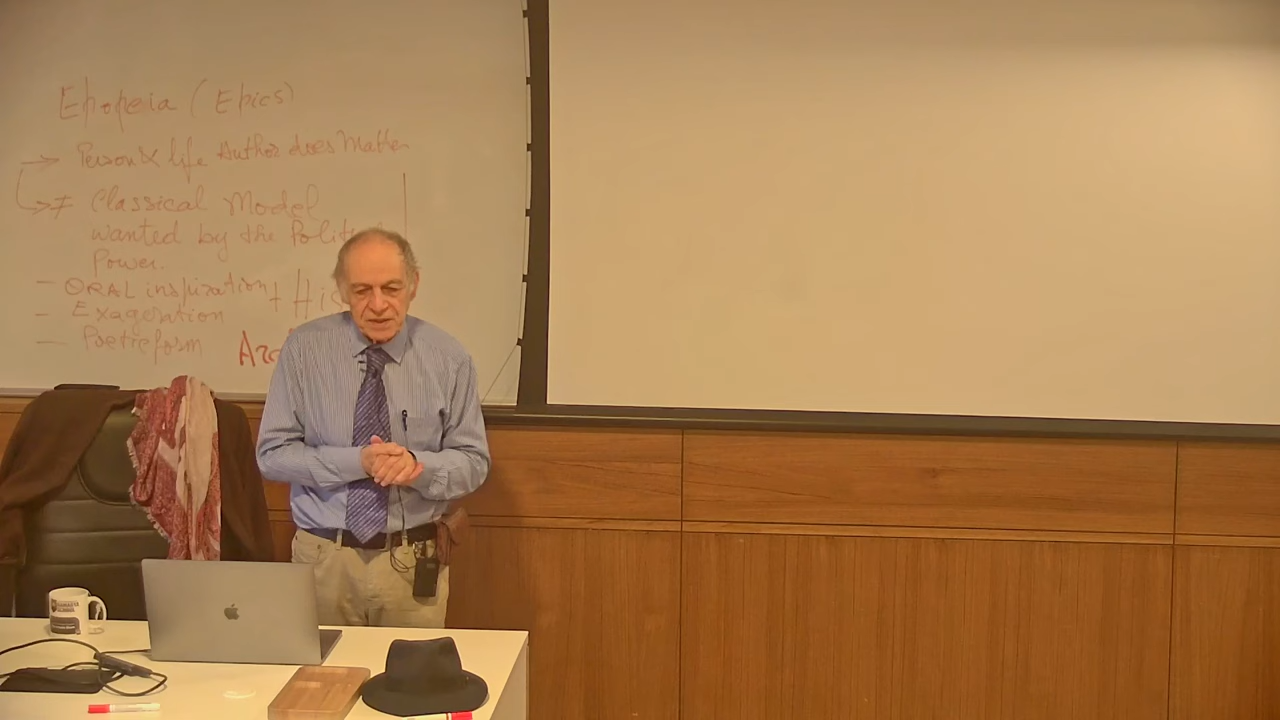 Epopeia (Epics)
→ Person & life Author does Matter
↳ ≠ Classical Model
wanted by the Polit
Power.
- ORAL inspiration + His
- Exageration
- Poetic form